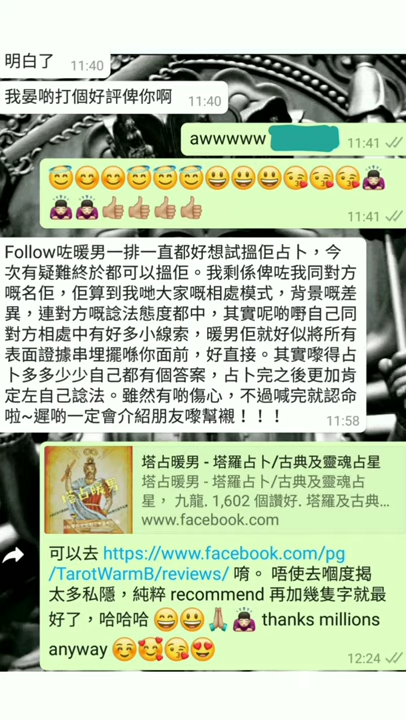 明白了 11:40
我晏啲打個好評俾你啊 11:40
awwwww 11:41
11:41
Follow咗暖男一排一直都好想試搵佢占卜，今
次有疑難終於都可以搵佢。我剩係俾咗我同對方
嘅名佢，佢算到我哋大家嘅相處模式，背景嘅差
異，連對方嘅諗法態度都中，其實呢啲嘢自己同
對方相處中有好多小線索，暖男佢就好似將所有
表面證據串埋擺喺你面前，好直接。其實嚟得占
卜多多少少自己都有個答案，占卜完之後更加肯
定左自己諗法。雖然有啲傷心，不過喊完就認命
啦~遲啲一定會介紹朋友嚟幫襯！！！ 11:58
塔占暖男 - 塔羅占卜/古典及靈魂占星
塔占暖男 - 塔羅占卜/古典及靈魂占
星， 九龍. 1,602 個讚好. 塔羅及古典...
www.facebook.com
可以去 https://www.facebook.com/pg
/TarotWarmB/reviews/ 唷。 唔使去嗰度揭
太多私隱，純粹 recommend 再加幾隻字就最
好了，哈哈哈 thanks millions
anyway 12:24